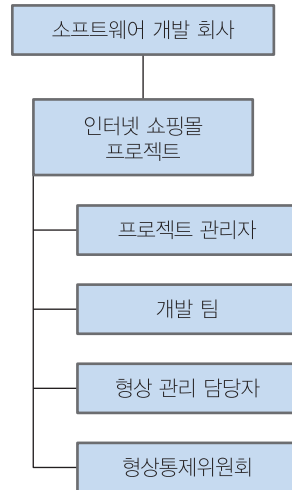 소프트웨어 개발 회사
인터넷 쇼핑몰
프로젝트
프로젝트 관리자
개발 팀
형상 관리 담당자
형상통제위원회